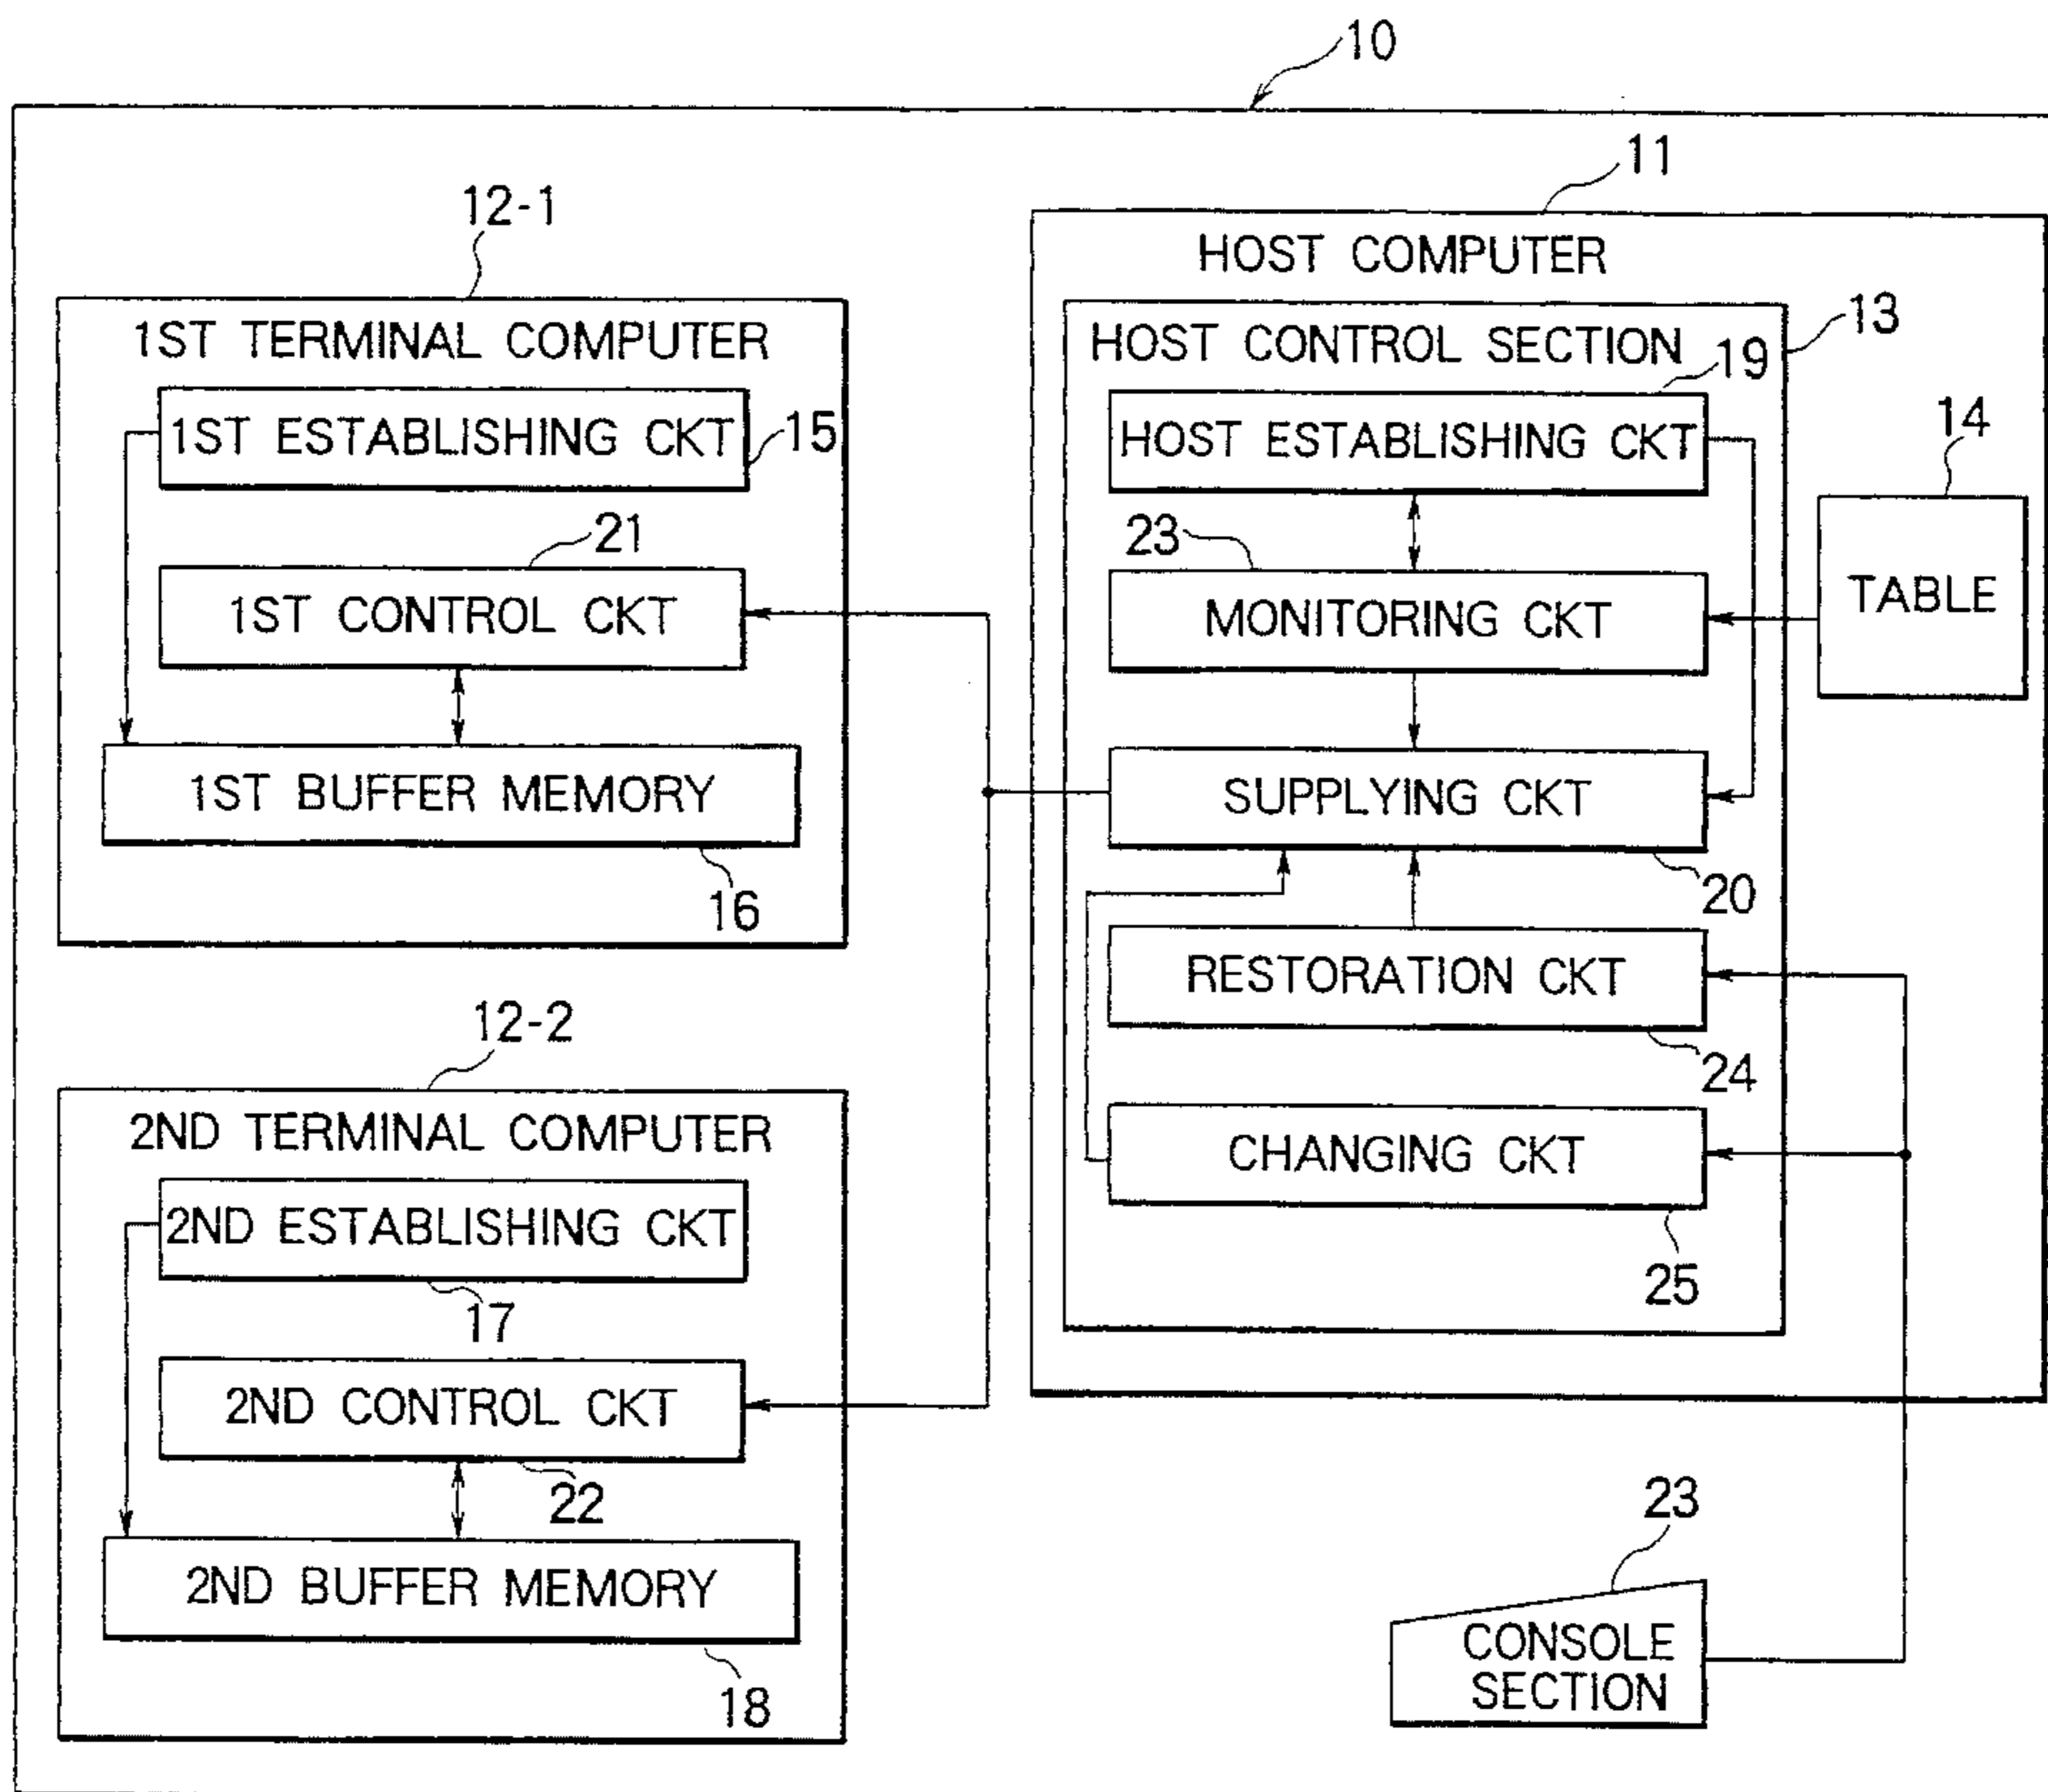 10
11
12-1
HOST COMPUTER
1ST TERMINAL COMPUTER
HOST CONTROL SECTION
13
19
1ST ESTABLISHING CKT
15
HOST ESTABLISHING CKT
14
21
23
1ST CONTROL CKT
MONITORING CKT
TABLE
1ST BUFFER MEMORY
SUPPLYING CKT
16
20
RESTORATION CKT
12-2
24
2ND TERMINAL COMPUTER
CHANGING CKT
2ND ESTABLISHING CKT
25
17
2ND CONTROL CKT
22
23
2ND BUFFER MEMORY
CONSOLE
SECTION
18